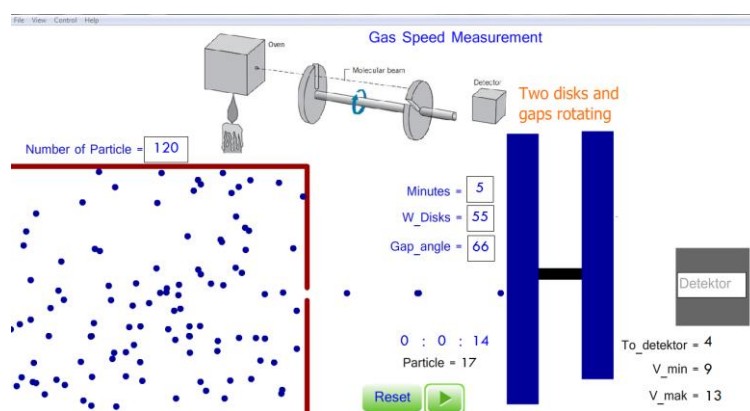 File View Control Help
Gas Speed Measurement
Oven
Molecular beam
Detector
Two disks and
gaps rotating
Number of Particle = 120
Minutes = 5
W_Disks = 55
Gap_angle = 66
Detektor
0 : 0 : 14
Particle = 17
To_detektor = 4
V_min = 9
V_mak = 13
Reset